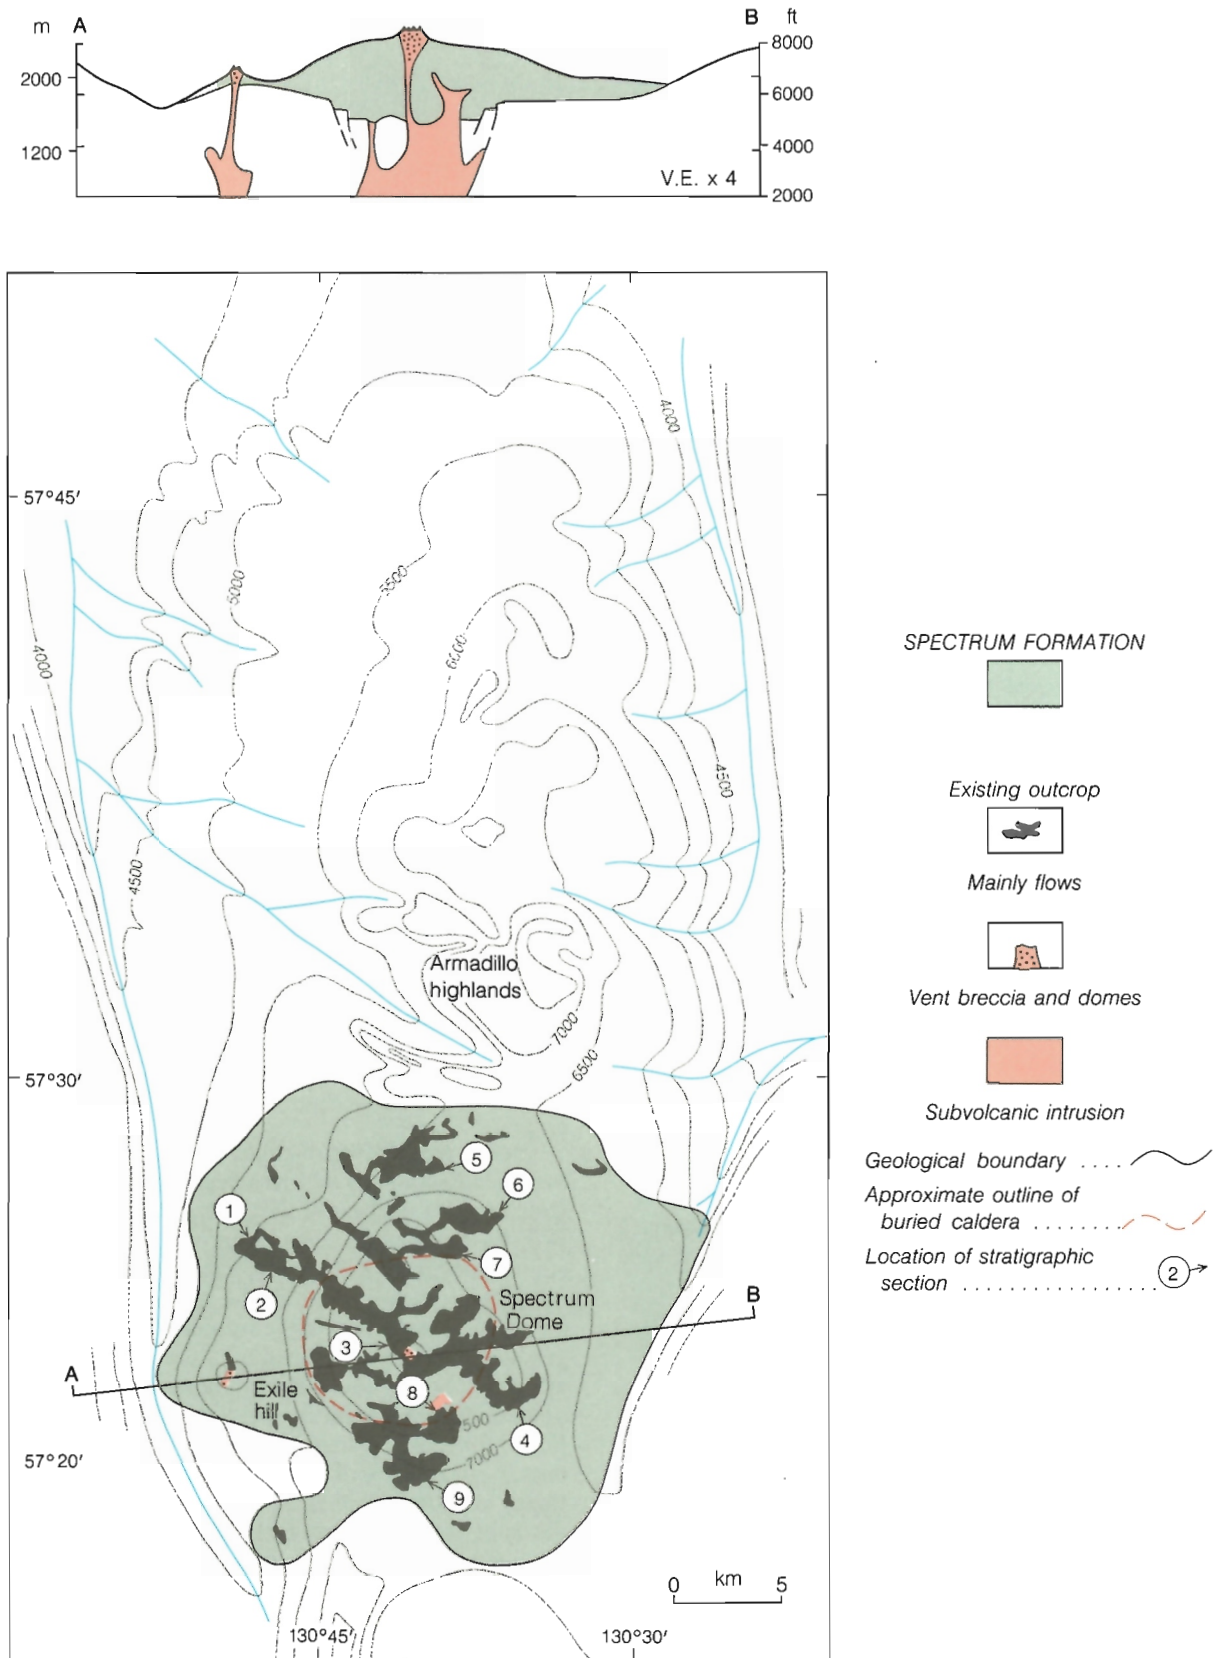 m A B ft
8000
2000
6000
1200 4000
V.E. x 4
2000
4000
57°45′
5500
5000
6000
4000
SPECTRUM FORMATION
4500
Existing outcrop
4500
Mainly flows
Armadillo
highlands
Vent breccia and domes
7000
6500
57°30′
Subvolcanic intrusion
5
Geological boundary ....
6
Approximate outline of
buried caldera .......
1
7
Location of stratigraphic
section .................. 2
2
Spectrum
Dome
B
3
A
Exile
hill
8
500
4
7000
57°20′
9
0 km 5
130°45′ 130°30′